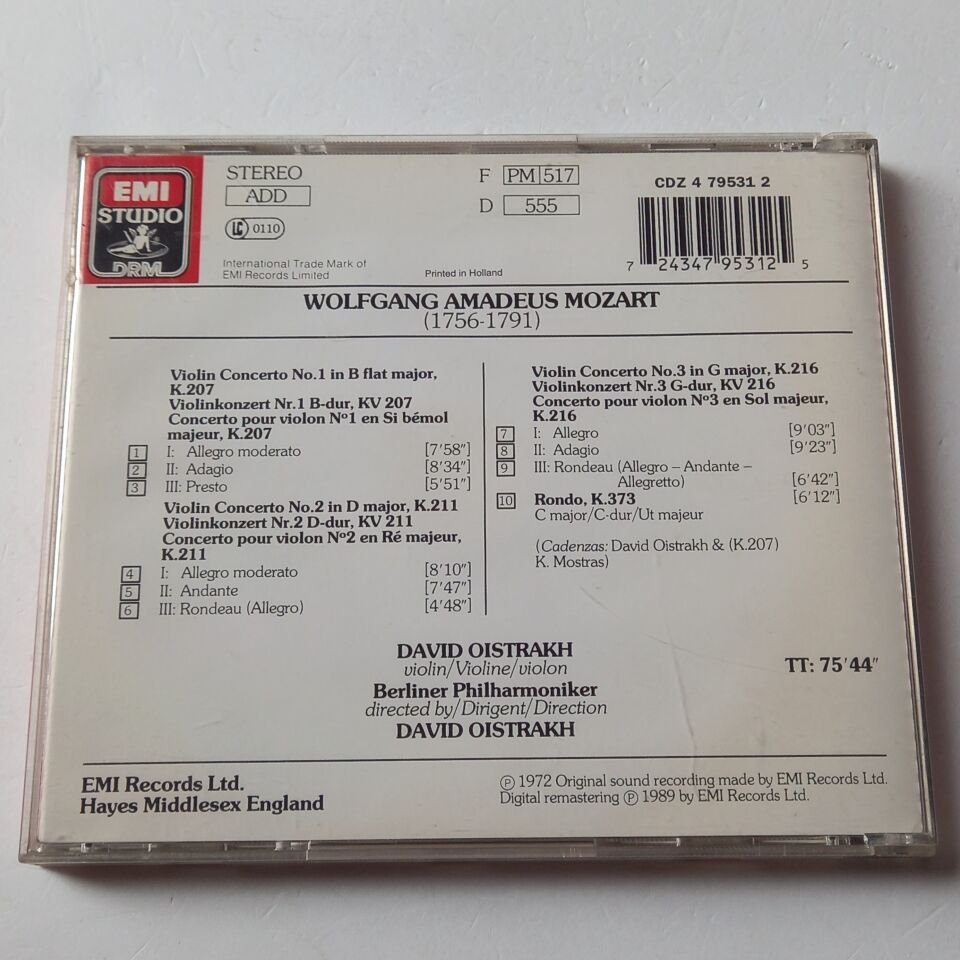 EMI
STUDIO
DRM
STEREO
ADD
LC 0110
International Trade Mark of
EMI Records Limited
Printed in Holland
F PM 517
D 555
CDZ 4 79531 2
7 24347 95312 5
WOLFGANG AMADEUS MOZART
(1756-1791)
Violin Concerto No.1 in B flat major,
K.207
Violinkonzert Nr.1 B-dur, KV 207
Concerto pour violon Nº1 en Si bémol
majeur, K.207
1 I: Allegro moderato [7'58"]
2 II: Adagio [8'34"]
3 III: Presto [5'51"]
Violin Concerto No.2 in D major, K.211
Violinkonzert Nr.2 D-dur, KV 211
Concerto pour violon Nº2 en Ré majeur,
K.211
4 I: Allegro moderato [8'10"]
5 II: Andante [7'47"]
6 III: Rondeau (Allegro) [4'48"]
Violin Concerto No.3 in G major, K.216
Violinkonzert Nr.3 G-dur, KV 216
Concerto pour violon Nº3 en Sol majeur,
K.216
7 I: Allegro [9'03"]
8 II: Adagio [9'23"]
9 III: Rondeau (Allegro – Andante –
Allegretto) [6'42"]
10 Rondo, K.373 [6'12"]
C major/C-dur/Ut majeur
(Cadenzas: David Oistrakh & (K.207)
K. Mostras)
DAVID OISTRAKH
violin/Violine/violon
Berliner Philharmoniker
directed by/Dirigent/Direction
DAVID OISTRAKH
TT: 75'44"
EMI Records Ltd.
Hayes Middlesex England
℗ 1972 Original sound recording made by EMI Records Ltd.
Digital remastering ℗ 1989 by EMI Records Ltd.